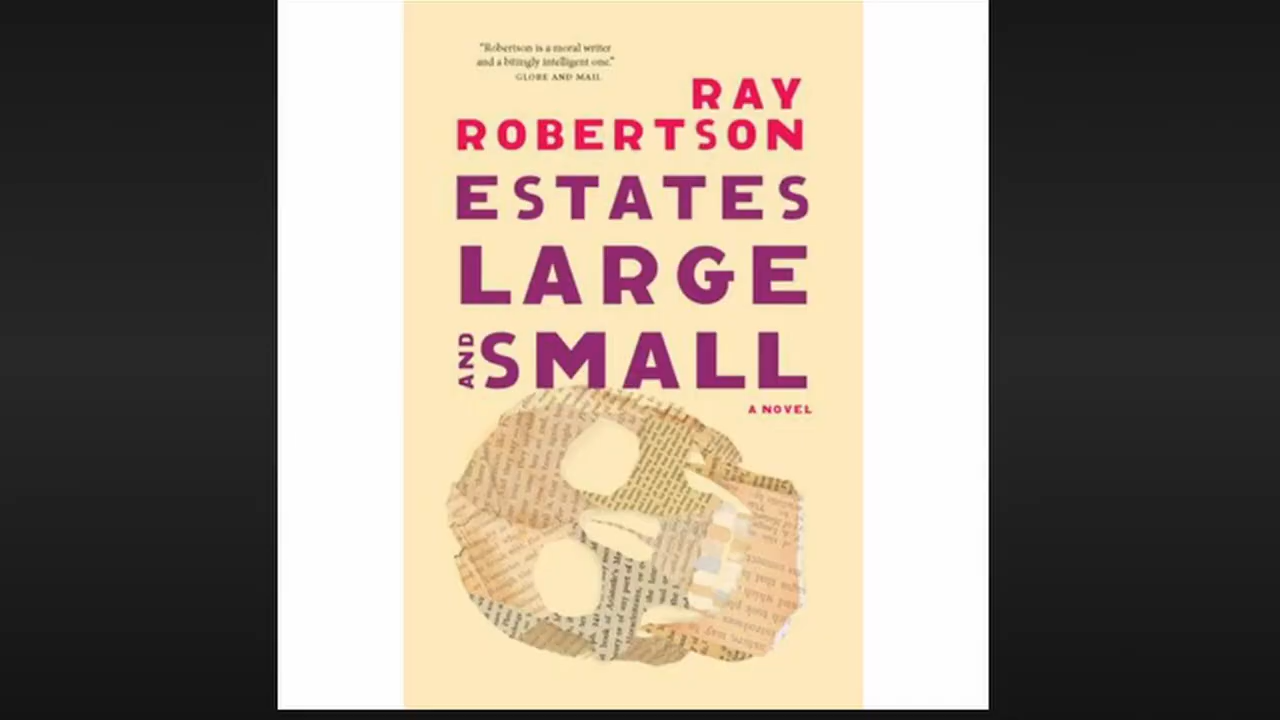 "Robertson is a moral writer
and a bitingly intelligent one."
GLOBE AND MAIL
RAY
ROBERTSON
ESTATES
LARGE
AND SMALL
A NOVEL